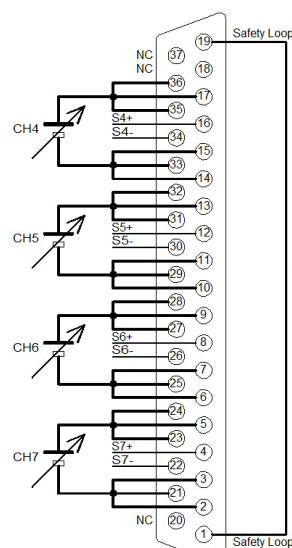 Safety Loop
19
NC 37
NC 18
36
17
35
S4+ 16
S4- 34
CH4
15
33
14
32
13
31
S5+ 12
S5- 30
CH5
11
29
10
28
9
27
S6+ 8
S6- 26
CH6
7
25
6
24
5
23
S7+ 4
S7- 22
CH7
3
21
2
NC 20
1
Safety Loop